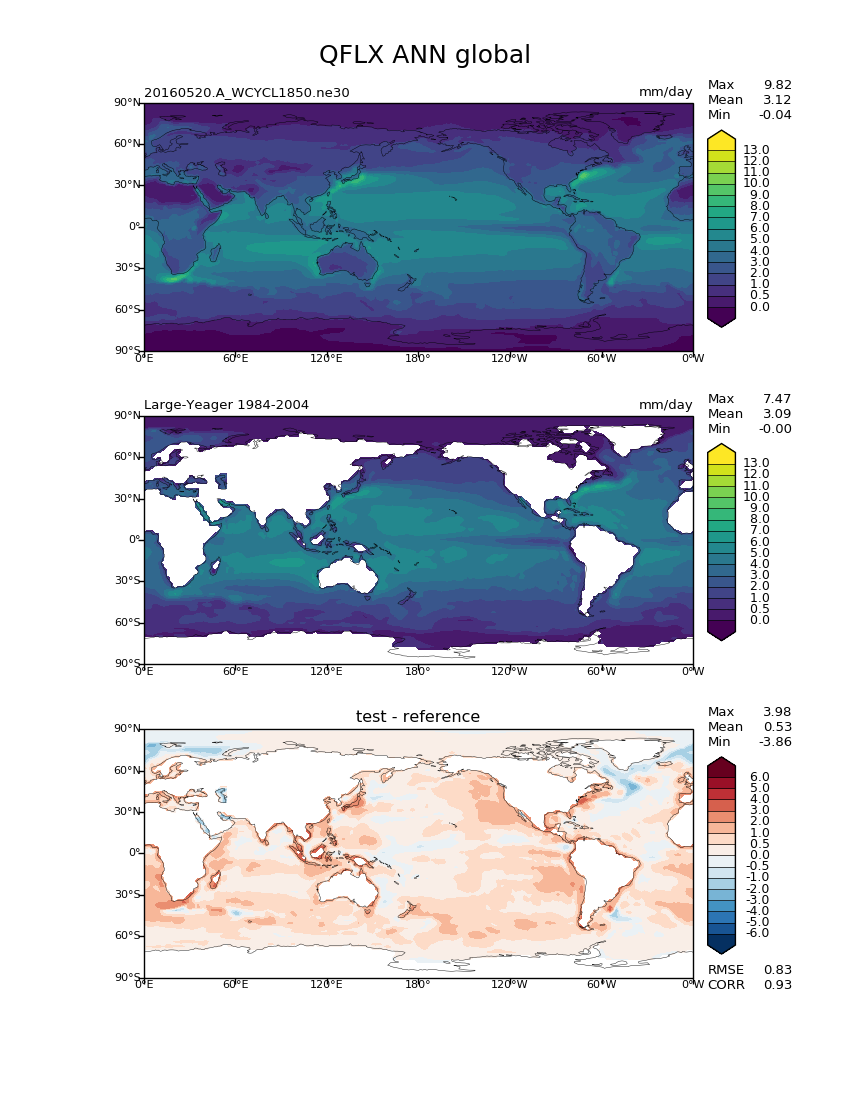 QFLX ANN global
20160520.A_WCYCL1850.ne30 mm/day
Max 9.82
Mean 3.12
Min -0.04
90°N
60°N
30°N
0°
30°S
60°S
90°S
0°E 60°E 120°E 180° 120°W 60°W 0°W
13.0
12.0
11.0
10.0
9.0
8.0
7.0
6.0
5.0
4.0
3.0
2.0
1.0
0.5
0.0
Large-Yeager 1984-2004 mm/day
Max 7.47
Mean 3.09
Min -0.00
90°N
60°N
30°N
0°
30°S
60°S
90°S
0°E 60°E 120°E 180° 120°W 60°W 0°W
13.0
12.0
11.0
10.0
9.0
8.0
7.0
6.0
5.0
4.0
3.0
2.0
1.0
0.5
0.0
test - reference
Max 3.98
Mean 0.53
Min -3.86
90°N
60°N
30°N
0°
30°S
60°S
90°S
0°E 60°E 120°E 180° 120°W 60°W 0°W
6.0
5.0
4.0
3.0
2.0
1.0
0.5
0.0
-0.5
-1.0
-2.0
-3.0
-4.0
-5.0
-6.0
RMSE 0.83
CORR 0.93